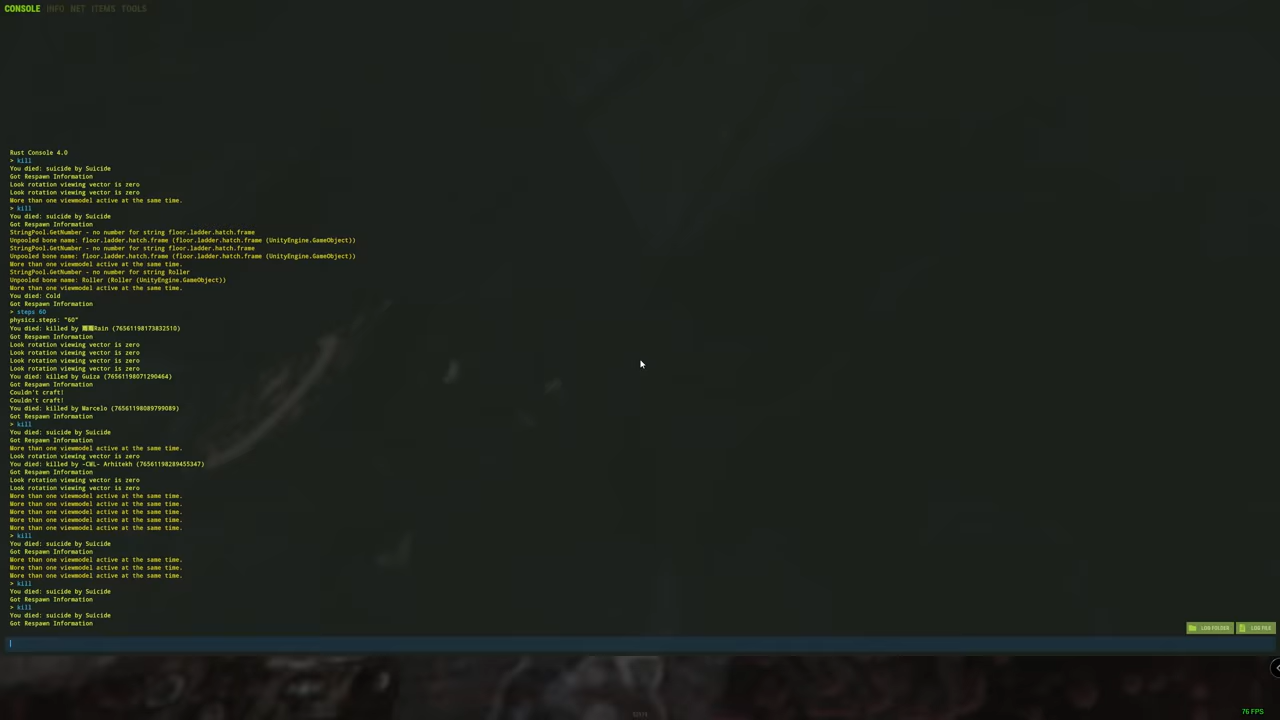 CONSOLE INFO NET ITEMS TOOLS
Rust Console 4.0
> kill
You died: suicide by Suicide
Got Respawn Information
Look rotation viewing vector is zero
Look rotation viewing vector is zero
More than one viewmodel active at the same time.
> kill
You died: suicide by Suicide
Got Respawn Information
StringPool.GetNumber - no number for string floor.ladder.hatch.frame
Unpooled bone name: floor.ladder.hatch.frame (floor.ladder.hatch.frame (UnityEngine.GameObject))
StringPool.GetNumber - no number for string floor.ladder.hatch.frame
Unpooled bone name: floor.ladder.hatch.frame (floor.ladder.hatch.frame (UnityEngine.GameObject))
More than one viewmodel active at the same time.
StringPool.GetNumber - no number for string Roller
Unpooled bone name: Roller (Roller (UnityEngine.GameObject))
More than one viewmodel active at the same time.
You died: Cold
Got Respawn Information
> steps 60
physics.steps: "60"
You died: killed by Rain (76561198173832510)
Got Respawn Information
Look rotation viewing vector is zero
Look rotation viewing vector is zero
Look rotation viewing vector is zero
Look rotation viewing vector is zero
You died: killed by Guiza (76561198071290464)
Got Respawn Information
Couldn't craft!
Couldn't craft!
You died: killed by Marcelo (76561198089799089)
Got Respawn Information
> kill
You died: suicide by Suicide
Got Respawn Information
More than one viewmodel active at the same time.
Look rotation viewing vector is zero
You died: killed by -CWL- Arhitekh (76561198289455347)
Got Respawn Information
Look rotation viewing vector is zero
Look rotation viewing vector is zero
More than one viewmodel active at the same time.
More than one viewmodel active at the same time.
More than one viewmodel active at the same time.
More than one viewmodel active at the same time.
More than one viewmodel active at the same time.
> kill
You died: suicide by Suicide
Got Respawn Information
More than one viewmodel active at the same time.
More than one viewmodel active at the same time.
More than one viewmodel active at the same time.
> kill
You died: suicide by Suicide
Got Respawn Information
> kill
You died: suicide by Suicide
Got Respawn Information
LOG FOLDER LOG FILE
76 FPS